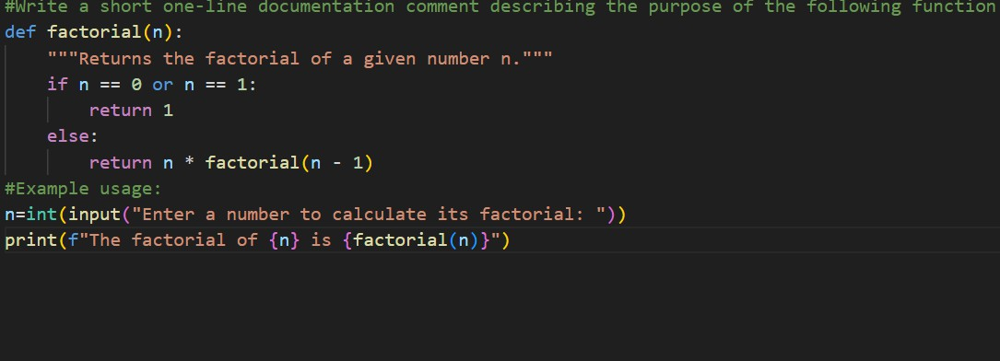 #Write a short one-line documentation comment describing the purpose of the following function
def factorial(n):
    """Returns the factorial of a given number n."""
    if n == 0 or n == 1:
        return 1
    else:
        return n * factorial(n - 1)
#Example usage:
n=int(input("Enter a number to calculate its factorial: "))
print(f"The factorial of {n} is {factorial(n)}")